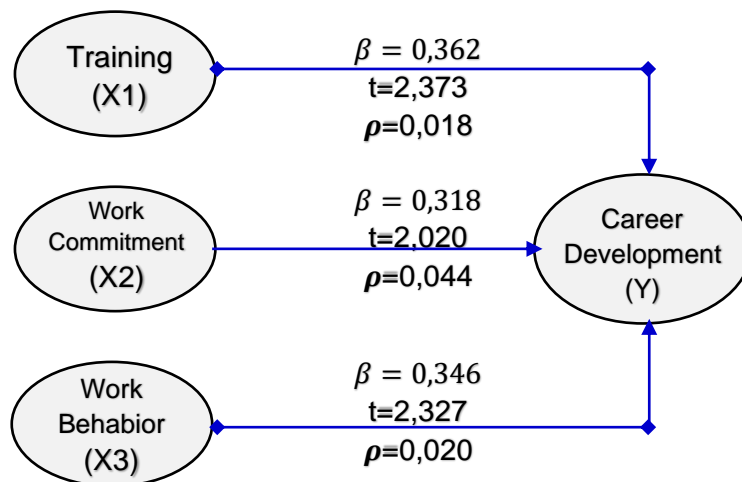 Training
(X1)
β = 0,362
t=2,373
ρ=0,018
Work
Commitment
(X2)
β = 0,318
t=2,020
ρ=0,044
Career
Development
(Y)
Work
Behabior
(X3)
β = 0,346
t=2,327
ρ=0,020